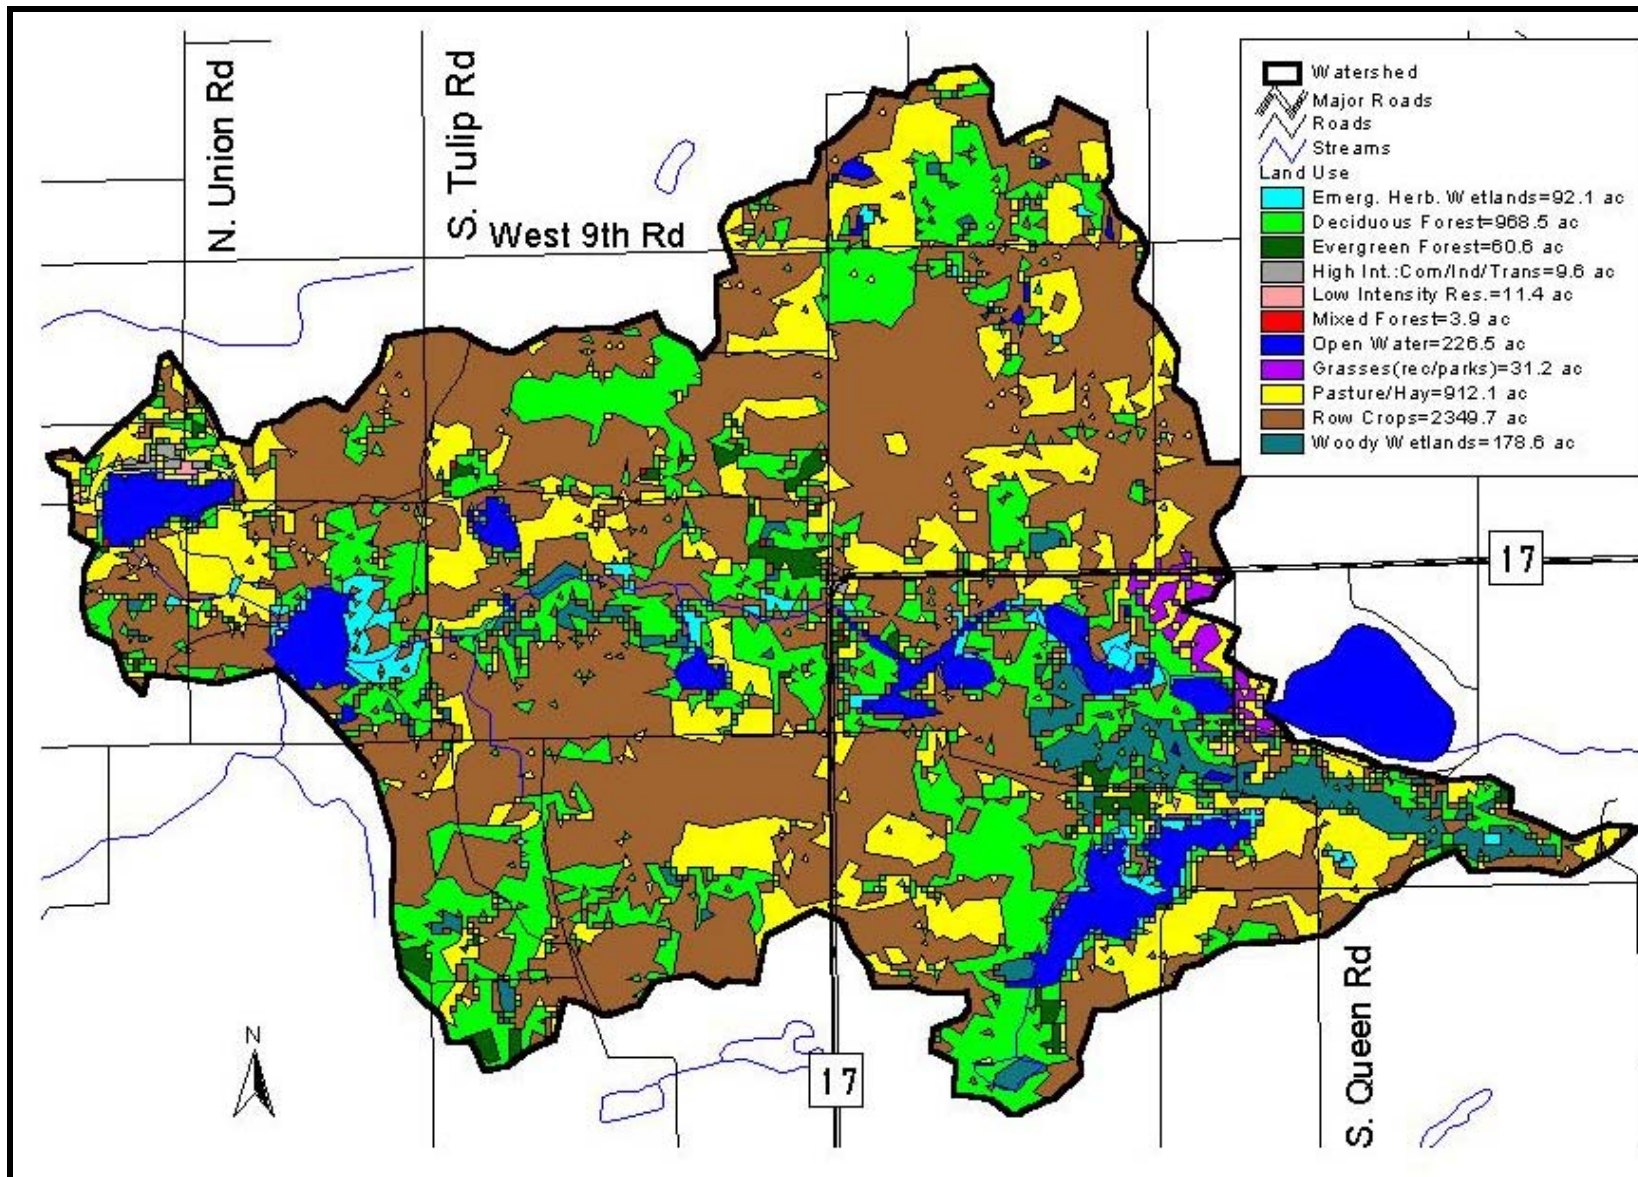 N. Union Rd
S. Tulip Rd
West 9th Rd
Watershed
Major Roads
Roads
Streams
Land Use
Emerg. Herb. Wetlands=92.1 ac
Deciduous Forest=968.5 ac
Evergreen Forest=60.6 ac
High Int.:Com/Ind/Trans=9.6 ac
Low Intensity Res.=11.4 ac
Mixed Forest=3.9 ac
Open Water=226.5 ac
Grasses(rec/parks)=31.2 ac
Pasture/Hay=912.1 ac
Row Crops=2349.7 ac
Woody Wetlands=178.6 ac
17
N
17
S. Queen Rd